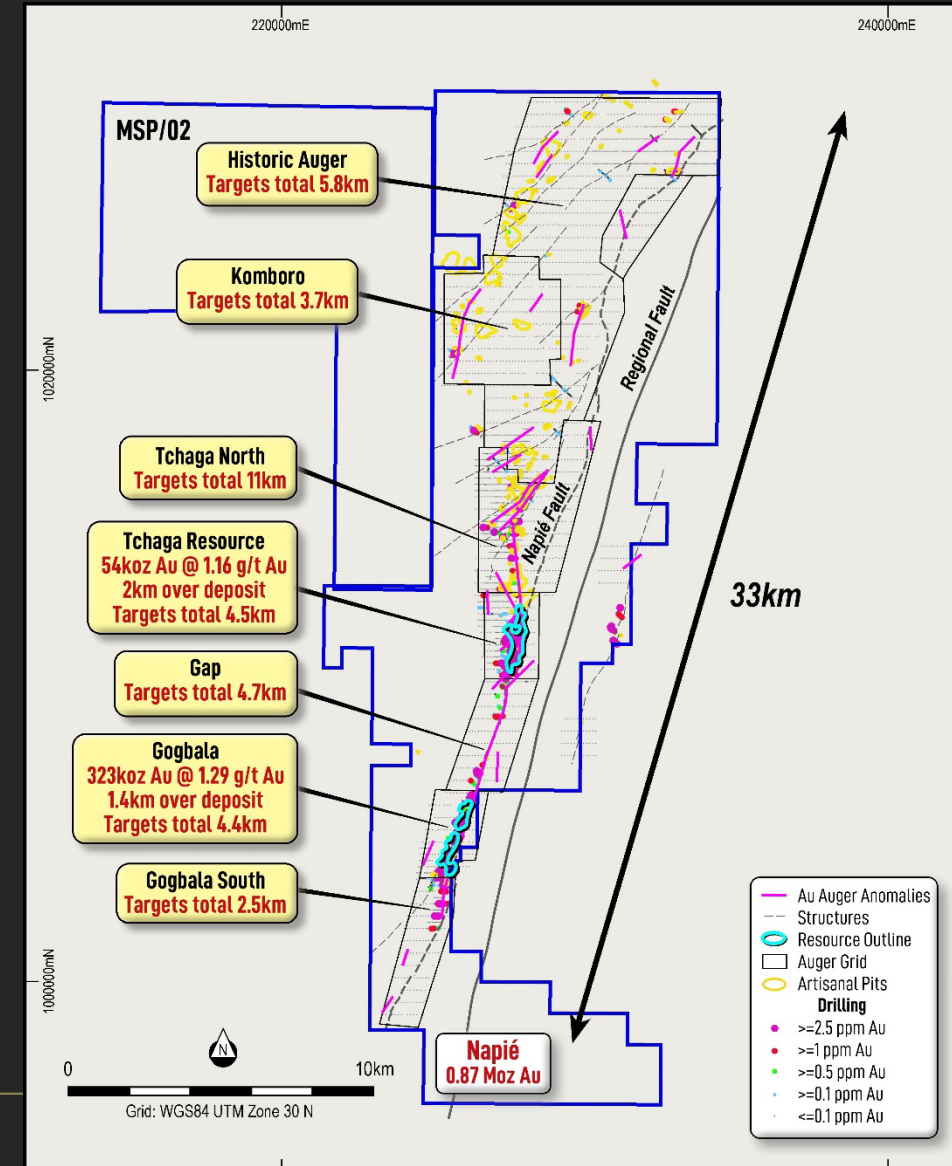 220000mE
240000mE
MSP/02
Historic Auger
Targets total 5.8km
Komboro
Targets total 3.7km
1020000mN
Regional Fault
Tchaga North
Targets total 11km
Napié Fault
Tchaga Resource
54koz Au @ 1.16 g/t Au
2km over deposit
Targets total 4.5km
33km
Gap
Targets total 4.7km
Gogbala
323koz Au @ 1.29 g/t Au
1.4km over deposit
Targets total 4.4km
Gogbala South
Targets total 2.5km
1000000mN
Napié
0.87 Moz Au
N
0 10km
Grid: WGS84 UTM Zone 30 N
Au Auger Anomalies
Structures
Resource Outline
Auger Grid
Artisanal Pits
Drilling
>=2.5 ppm Au
>=1 ppm Au
>=0.5 ppm Au
>=0.1 ppm Au
<=0.1 ppm Au